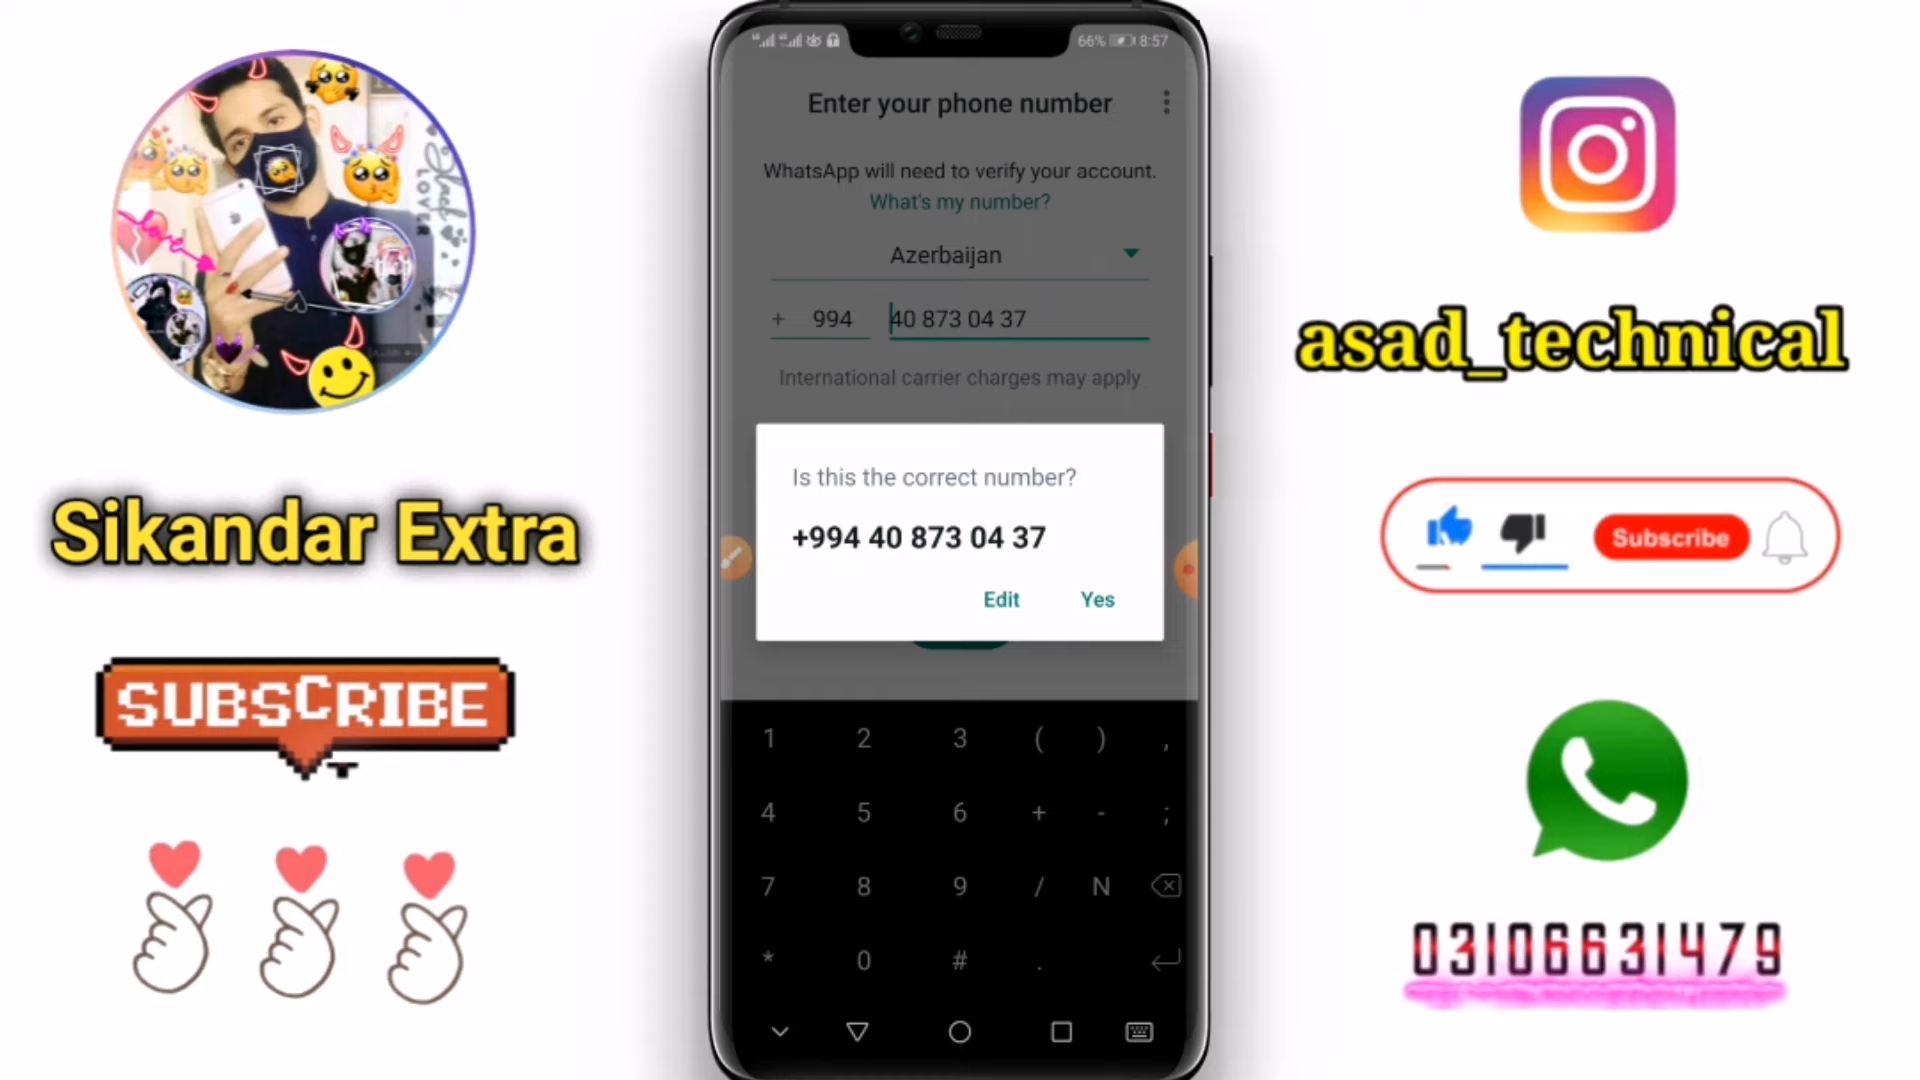 66% 8:57
Enter your phone number
WhatsApp will need to verify your account.
What's my number?
Azerbaijan
+ 994 40 873 04 37
International carrier charges may apply
Is this the correct number?
+994 40 873 04 37
Edit Yes
1 2 3 ( ) ,
4 5 6 + - ;
7 8 9 / N
* 0 # .
LOVER
love
Sikandar Extra
SUBSCRIBE
asad_technical
Subscribe
03106631479